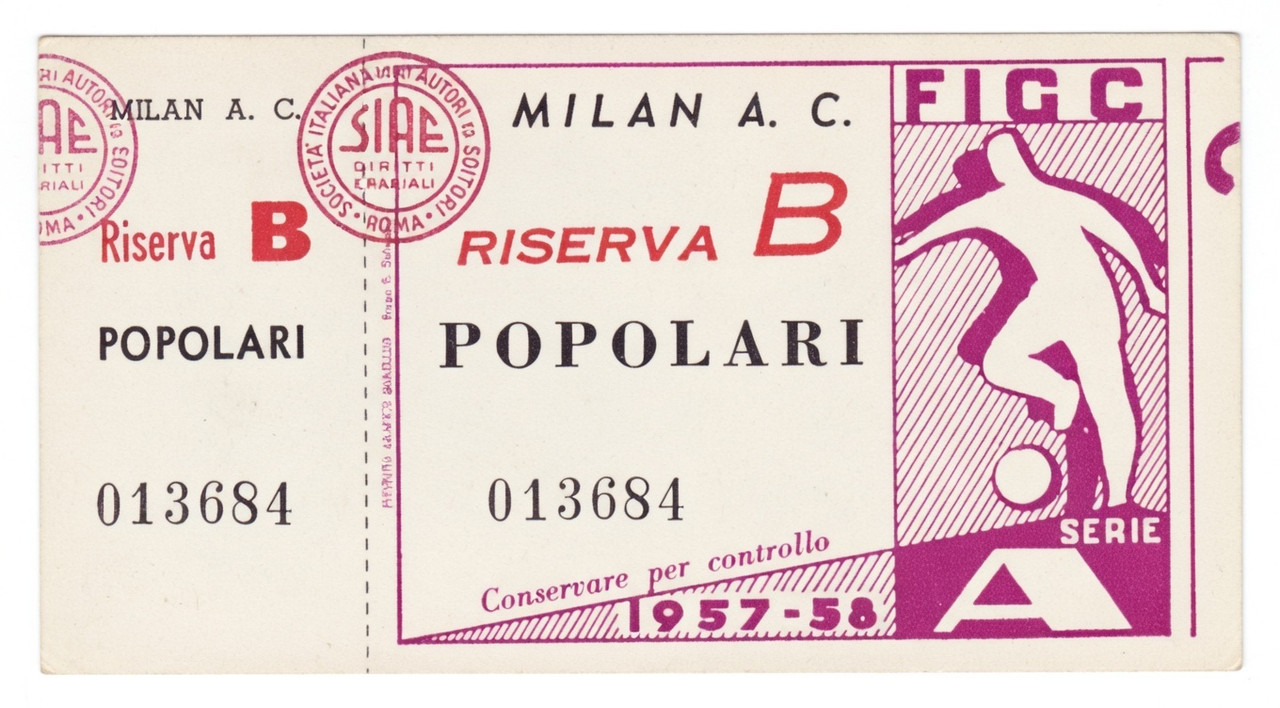 MILAN A. C.
Riserva B
POPOLARI
013684
SOCIETÀ ITALIANA AUTORI ED EDITORI
SIAE
DIRITTI
ERARIALI
ROMA
MILAN A. C.
RISERVA B
POPOLARI
013684
Conservare per controllo
1957-58
FIGC
SERIE
A